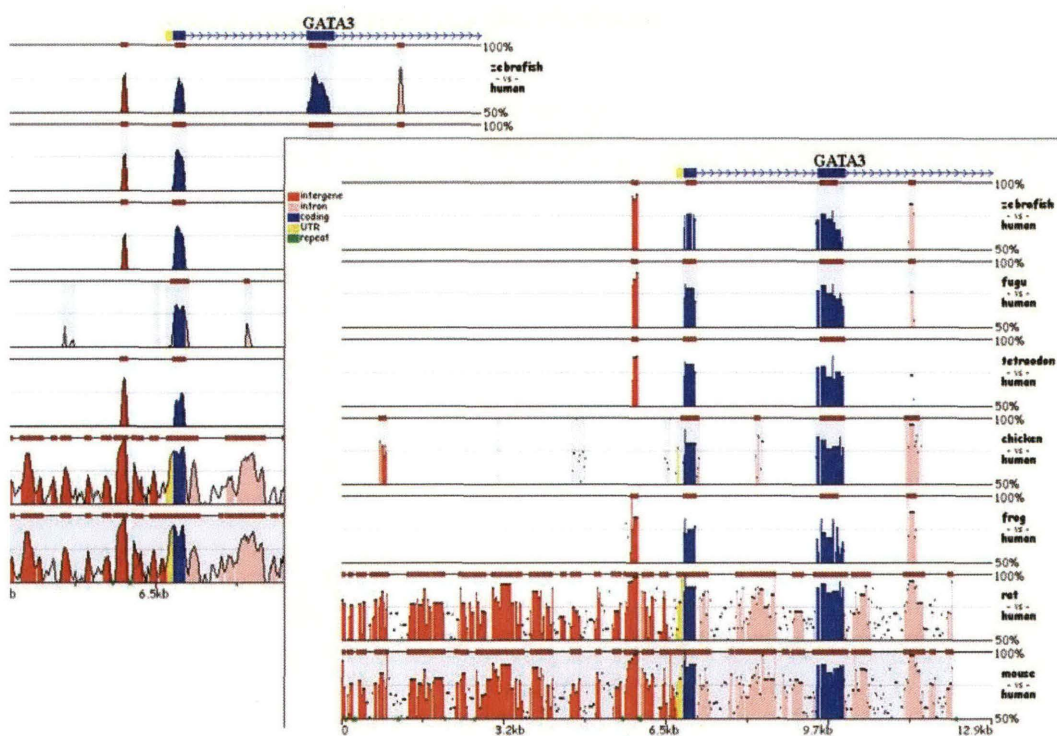 GATA3
100%
zebrafish
- vs -
human
50%
100%
6.5kb
GATA3
intergene
intron
coding
UTR
repeat
100%
zebrafish
- vs -
human
50%
100%
fugu
- vs -
human
50%
100%
tetraodon
- vs -
human
50%
100%
chicken
- vs -
human
50%
100%
frog
- vs -
human
50%
100%
rat
- vs -
human
50%
100%
mouse
- vs -
human
50%
0 3.2kb 6.5kb 9.7kb 12.9kb